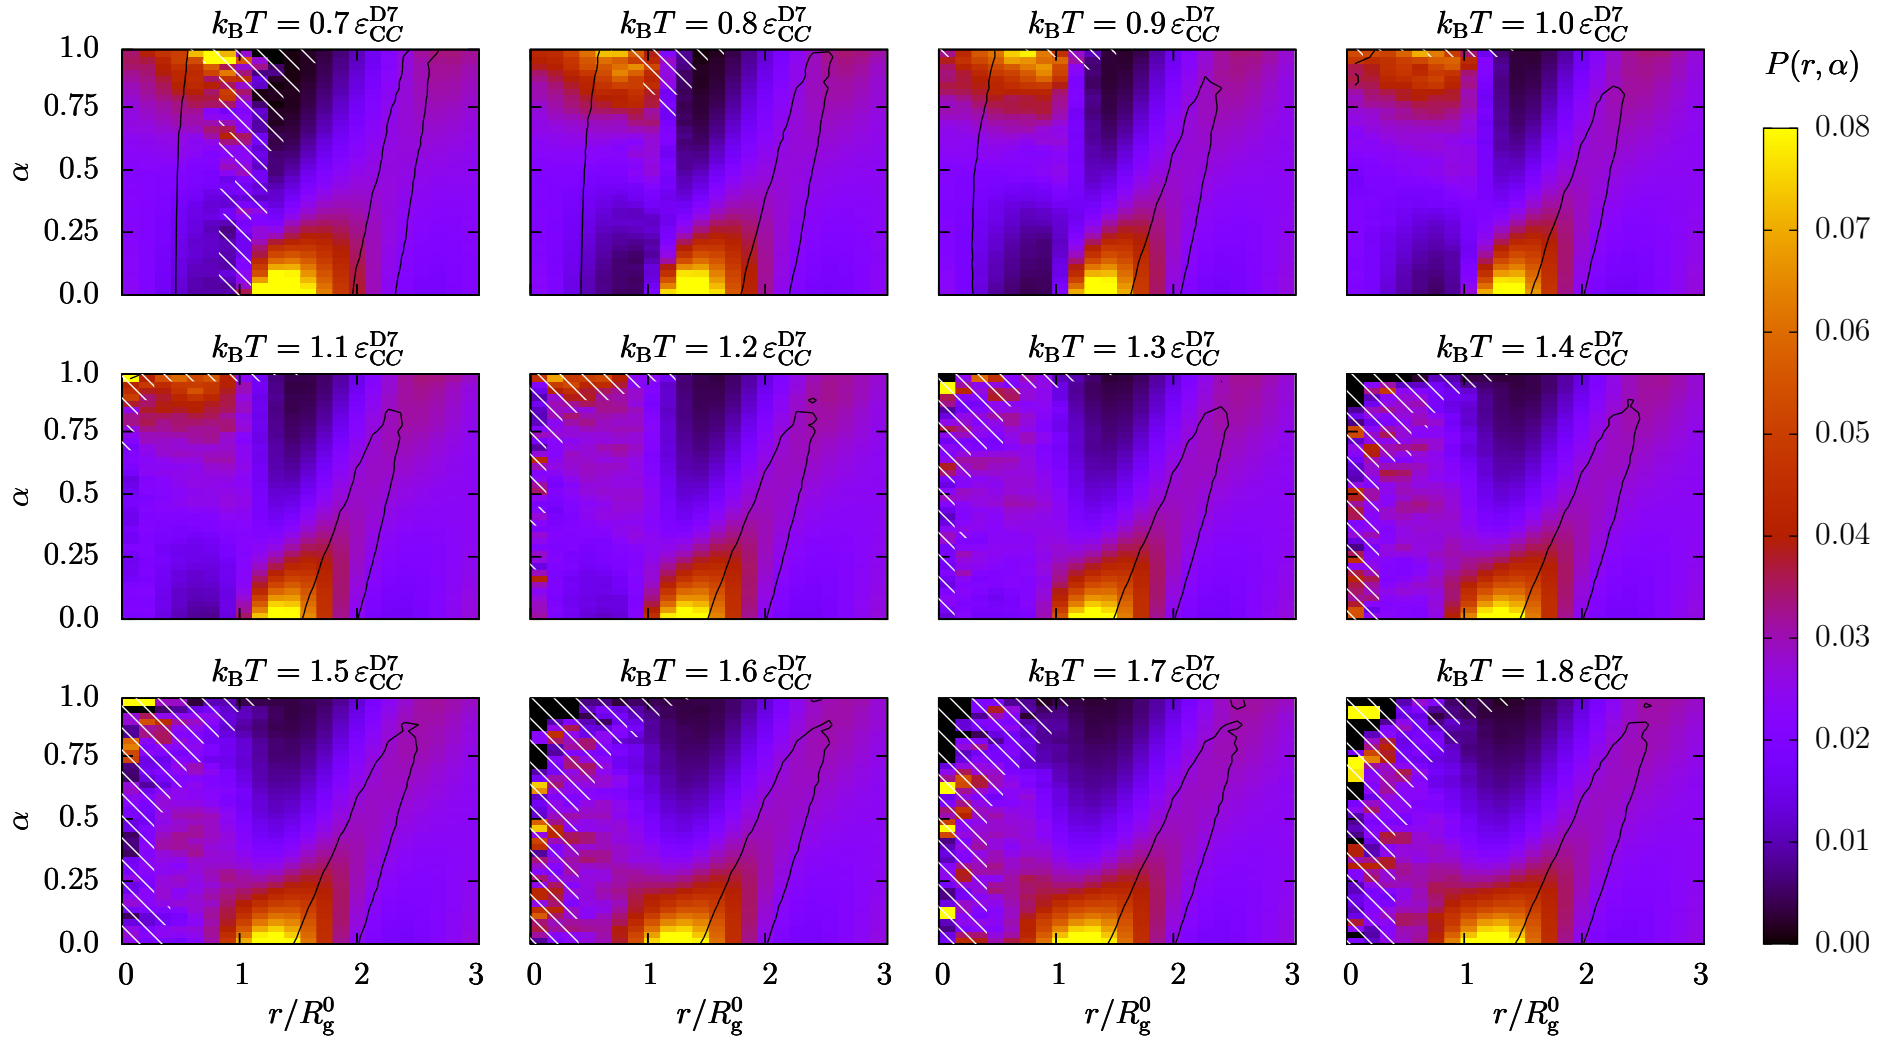 k_B T = 0.7 ε_CC^D7 k_B T = 0.8 ε_CC^D7 k_B T = 0.9 ε_CC^D7 k_B T = 1.0 ε_CC^D7
P(r, α)
α
1.0
0.75
0.5
0.25
0.0
k_B T = 1.1 ε_CC^D7 k_B T = 1.2 ε_CC^D7 k_B T = 1.3 ε_CC^D7 k_B T = 1.4 ε_CC^D7
α
1.0
0.75
0.5
0.25
0.0
k_B T = 1.5 ε_CC^D7 k_B T = 1.6 ε_CC^D7 k_B T = 1.7 ε_CC^D7 k_B T = 1.8 ε_CC^D7
α
1.0
0.75
0.5
0.25
0.0
0 1 2 3 0 1 2 3 0 1 2 3 0 1 2 3
r/R_g^0 r/R_g^0 r/R_g^0 r/R_g^0
0.08
0.07
0.06
0.05
0.04
0.03
0.02
0.01
0.00